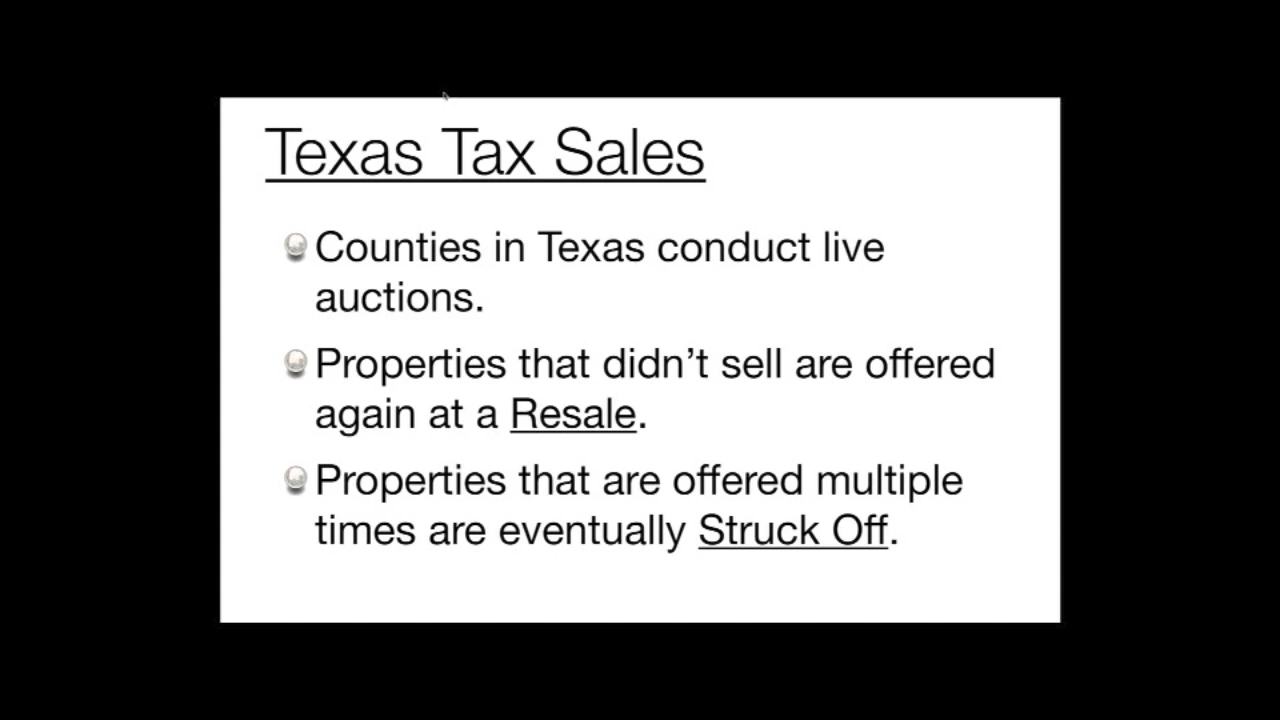 Texas Tax Sales
Counties in Texas conduct live
auctions.
Properties that didn’t sell are offered
again at a Resale.
Properties that are offered multiple
times are eventually Struck Off.